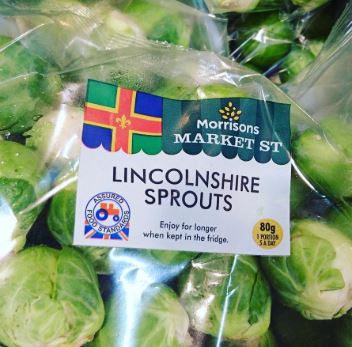 Morrisons
MARKET ST
LINCOLNSHIRE
SPROUTS
ASSURED
FOOD STANDARDS
Enjoy for longer
when kept in the fridge.
80g
1 PORTION
5 A DAY